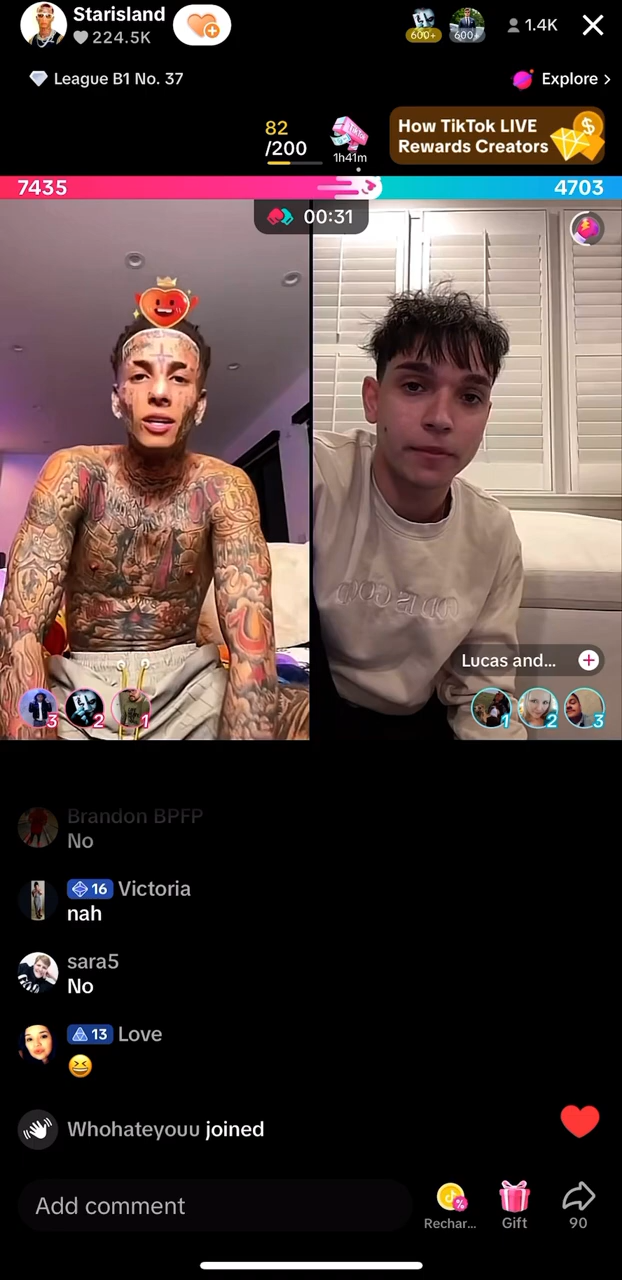 Starisland
224.5K
600+
600+
1.4K
League B1 No. 37
Explore >
82
/200
1h41m
How TikTok LIVE
Rewards Creators
7435
4703
00:31
Lucas and...
3
2
1
1
2
3
Brandon BPFP
No
16 Victoria
nah
sara5
No
13 Love
Whohateyouu joined
Add comment
Rechar...
Gift
90